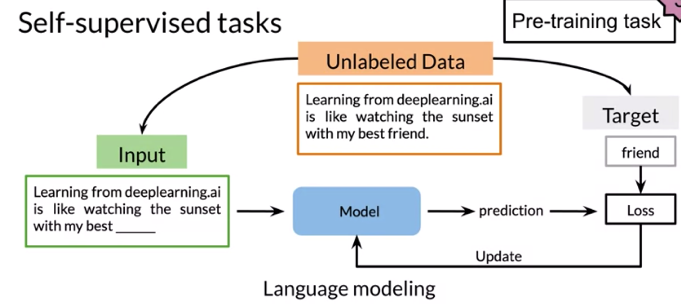 Self-supervised tasks
Pre-training task
Unlabeled Data
Learning from deeplearning.ai
is like watching the sunset
with my best friend.
Target
friend
Input
Learning from deeplearning.ai
is like watching the sunset
with my best _____
Model
prediction
Loss
Update
Language modeling